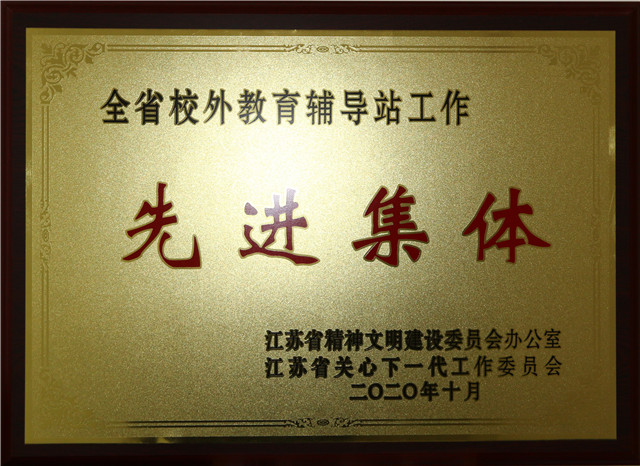 全省校外教育辅导站工作
先进集体
江苏省精神文明建设委员会办公室
江苏省关心下一代工作委员会
二〇二〇年十月